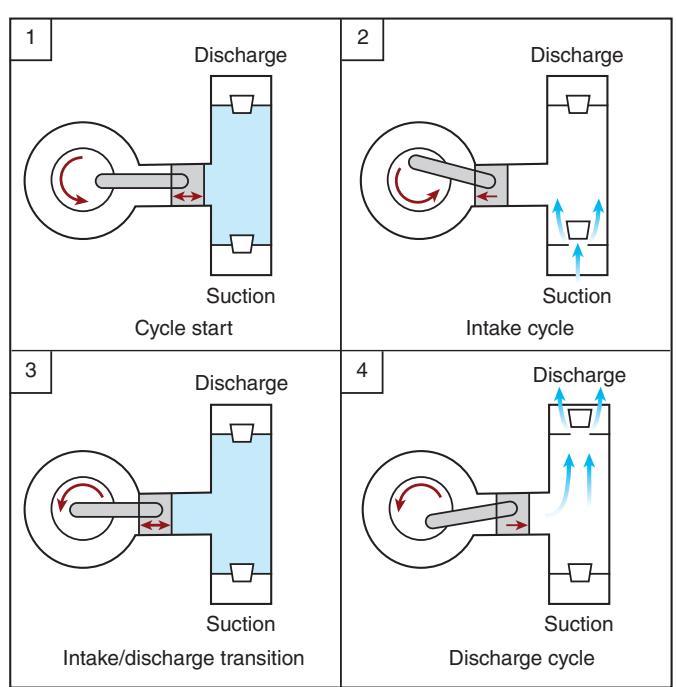 1
Discharge
Suction
Cycle start
2
Discharge
Suction
Intake cycle
3
Discharge
Suction
Intake/discharge transition
4
Discharge
Suction
Discharge cycle